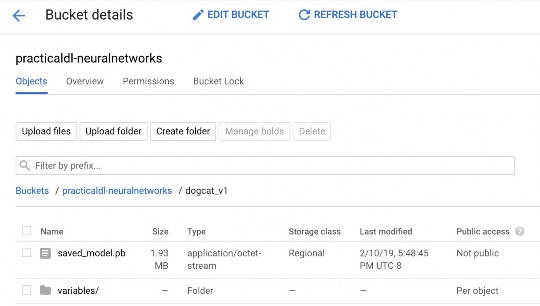 Bucket details
EDIT BUCKET
REFRESH BUCKET
practicaldl-neuralnetworks
Objects Overview Permissions Bucket Lock
Upload files Upload folder Create folder Manage holds Delete
Filter by prefix...
Buckets / practicaldl-neuralnetworks / dogcat_v1
Name Size Type Storage class Last modified Public access ?
saved_model.pb 1.93 application/octet- Regional 2/10/19, 5:48:45 Not public
MB stream PM UTC-8
variables/ — Folder — — Per object